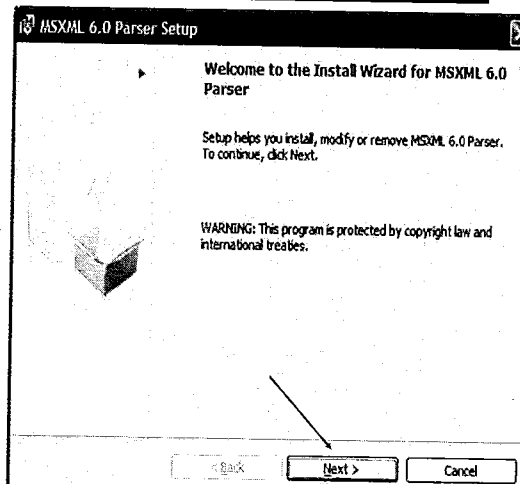 MSXML 6.0 Parser Setup
Welcome to the Install Wizard for MSXML 6.0
Parser
Setup helps you install, modify or remove MSXML 6.0 Parser.
To continue, click Next.
WARNING: This program is protected by copyright law and
international treaties.
< Back
Next >
Cancel